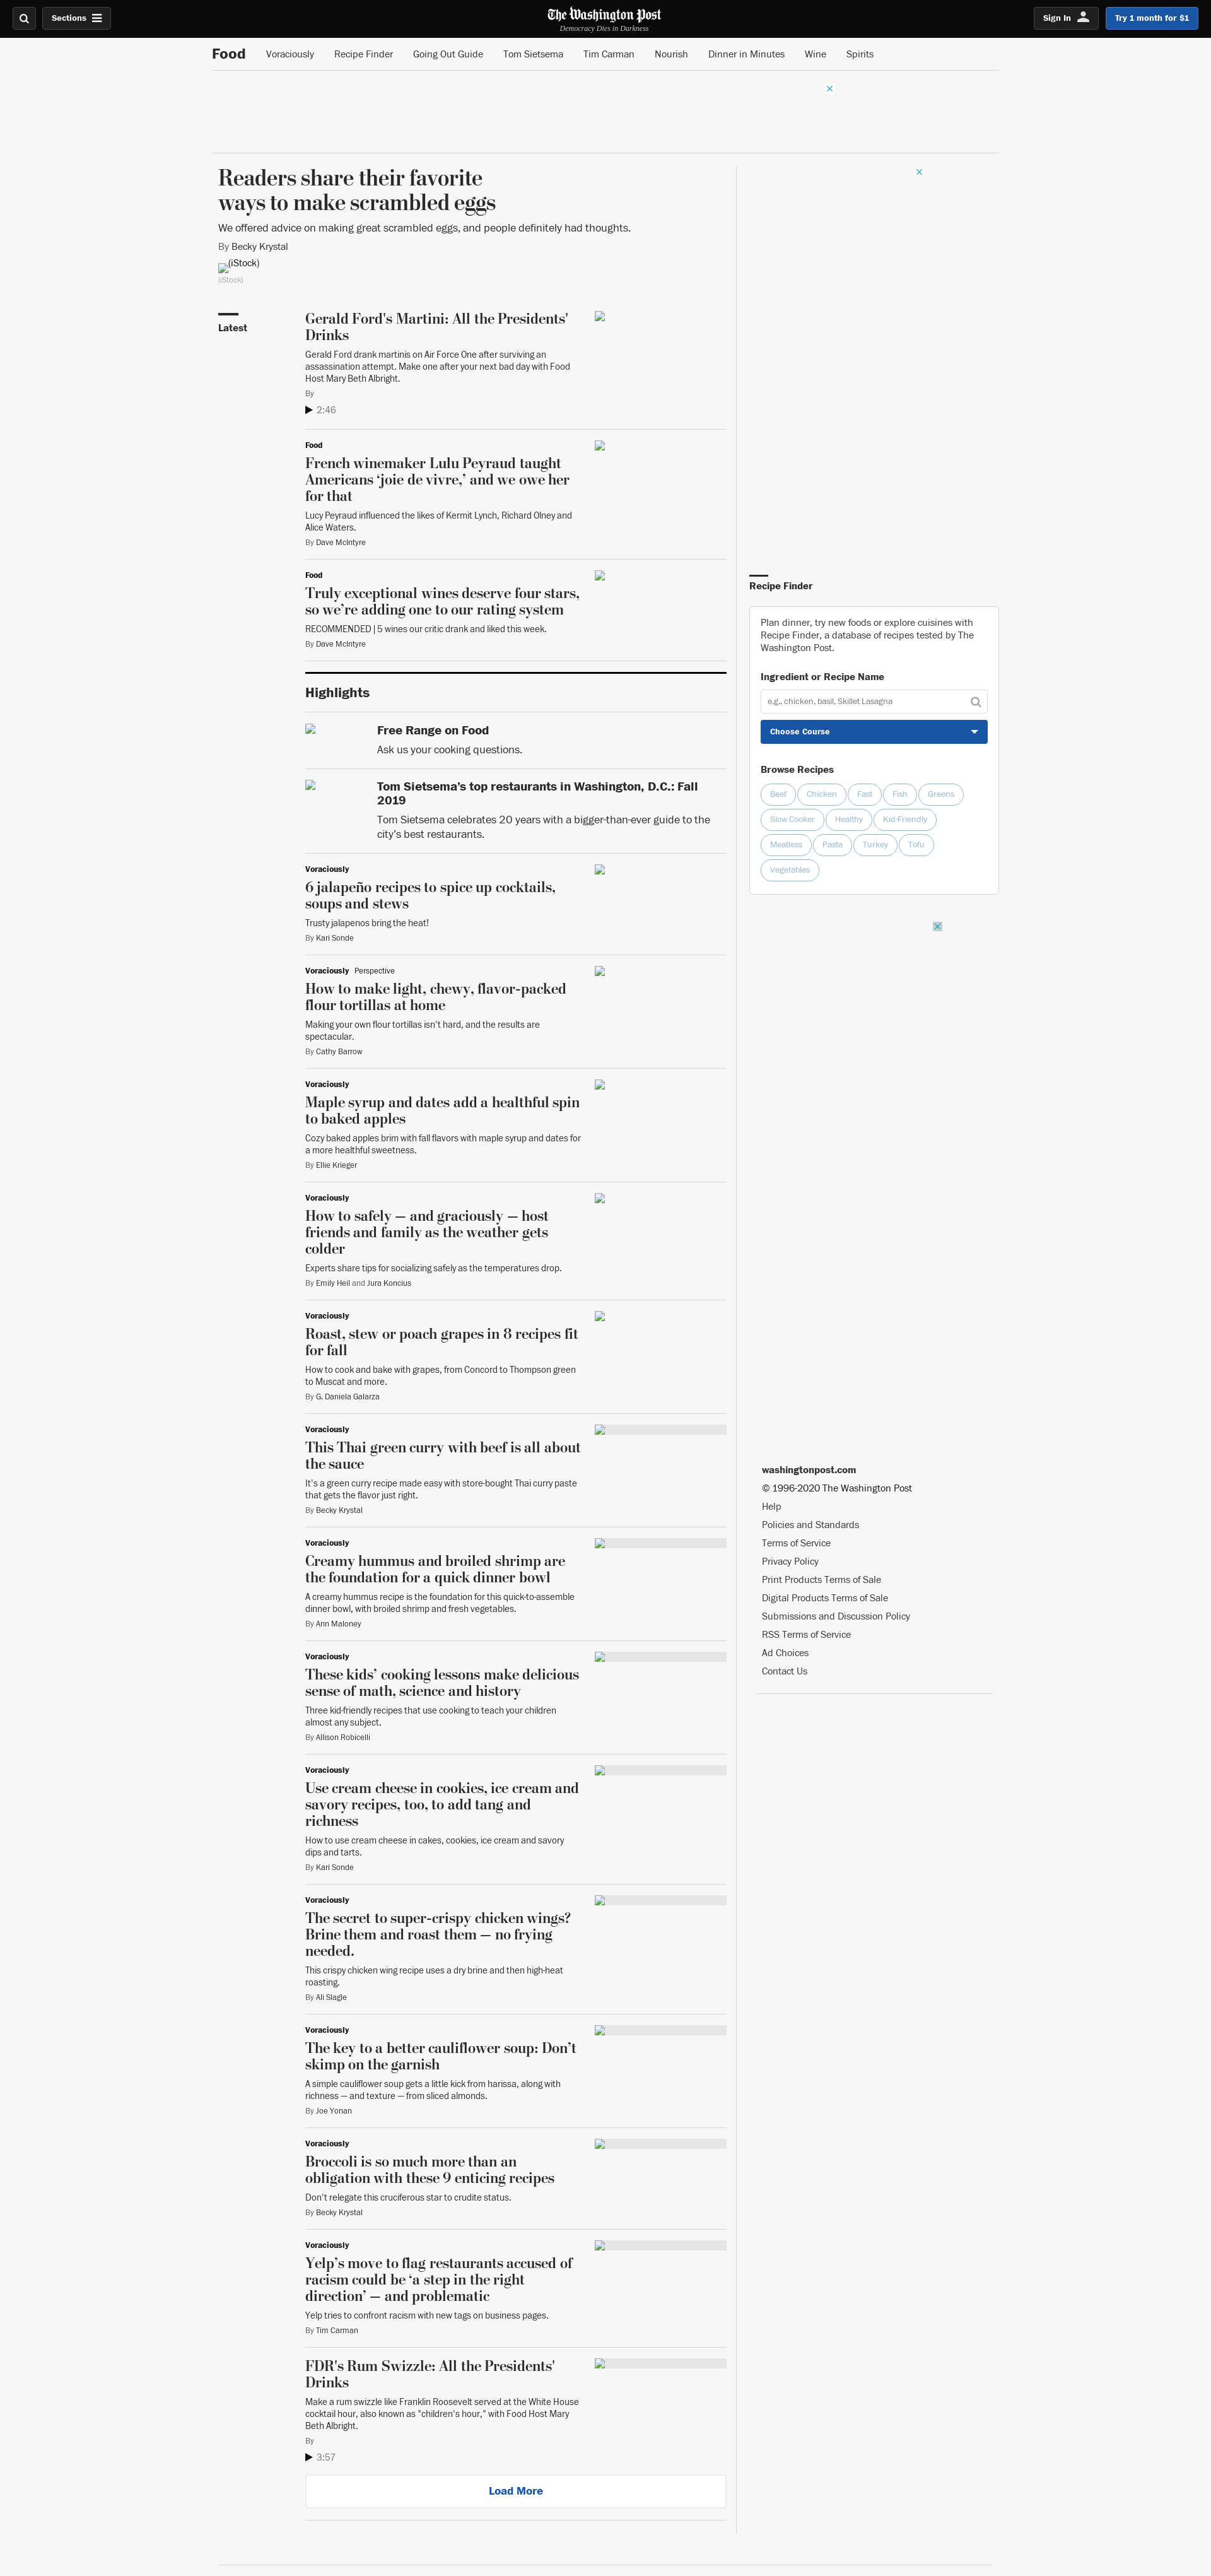 Sections
The Washington Post
Democracy Dies in Darkness
Sign In
Try 1 month for $1
Food
Voraciously
Recipe Finder
Going Out Guide
Tom Sietsema
Tim Carman
Nourish
Dinner in Minutes
Wine
Spirits
Readers share their favorite
ways to make scrambled eggs
We offered advice on making great scrambled eggs, and people definitely had thoughts.
By Becky Krystal
(iStock)
(iStock)
Latest
Gerald Ford's Martini: All the Presidents'
Drinks
Gerald Ford drank martinis on Air Force One after surviving an
assassination attempt. Make one after your next bad day with Food
Host Mary Beth Albright.
By
2:46
Food
French winemaker Lulu Peyraud taught
Americans ‘joie de vivre,’ and we owe her
for that
Lucy Peyraud influenced the likes of Kermit Lynch, Richard Olney and
Alice Waters.
By Dave McIntyre
Food
Truly exceptional wines deserve four stars,
so we’re adding one to our rating system
RECOMMENDED | 5 wines our critic drank and liked this week.
By Dave McIntyre
Highlights
Free Range on Food
Ask us your cooking questions.
Tom Sietsema’s top restaurants in Washington, D.C.: Fall
2019
Tom Sietsema celebrates 20 years with a bigger-than-ever guide to the
city’s best restaurants.
Voraciously
6 jalapeño recipes to spice up cocktails,
soups and stews
Trusty jalapenos bring the heat!
By Kari Sonde
Voraciously Perspective
How to make light, chewy, flavor-packed
flour tortillas at home
Making your own flour tortillas isn't hard, and the results are
spectacular.
By Cathy Barrow
Voraciously
Maple syrup and dates add a healthful spin
to baked apples
Cozy baked apples brim with fall flavors with maple syrup and dates for
a more healthful sweetness.
By Ellie Krieger
Voraciously
How to safely — and graciously — host
friends and family as the weather gets
colder
Experts share tips for socializing safely as the temperatures drop.
By Emily Heil and Jura Koncius
Voraciously
Roast, stew or poach grapes in 8 recipes fit
for fall
How to cook and bake with grapes, from Concord to Thompson green
to Muscat and more.
By G. Daniela Galarza
Voraciously
This Thai green curry with beef is all about
the sauce
It's a green curry recipe made easy with store-bought Thai curry paste
that gets the flavor just right.
By Becky Krystal
Voraciously
Creamy hummus and broiled shrimp are
the foundation for a quick dinner bowl
A creamy hummus recipe is the foundation for this quick-to-assemble
dinner bowl, with broiled shrimp and fresh vegetables.
By Ann Maloney
Voraciously
These kids’ cooking lessons make delicious
sense of math, science and history
Three kid-friendly recipes that use cooking to teach your children
almost any subject.
By Allison Robicelli
Voraciously
Use cream cheese in cookies, ice cream and
savory recipes, too, to add tang and
richness
How to use cream cheese in cakes, cookies, ice cream and savory
dips and tarts.
By Kari Sonde
Voraciously
The secret to super-crispy chicken wings?
Brine them and roast them — no frying
needed.
This crispy chicken wing recipe uses a dry brine and then high-heat
roasting.
By Ali Slagle
Voraciously
The key to a better cauliflower soup: Don’t
skimp on the garnish
A simple cauliflower soup gets a little kick from harissa, along with
richness — and texture — from sliced almonds.
By Joe Yonan
Voraciously
Broccoli is so much more than an
obligation with these 9 enticing recipes
Don't relegate this cruciferous star to crudite status.
By Becky Krystal
Voraciously
Yelp’s move to flag restaurants accused of
racism could be ‘a step in the right
direction’ — and problematic
Yelp tries to confront racism with new tags on business pages.
By Tim Carman
FDR's Rum Swizzle: All the Presidents'
Drinks
Make a rum swizzle like Franklin Roosevelt served at the White House
cocktail hour, also known as "children's hour," with Food Host Mary
Beth Albright.
By
3:57
Load More
Recipe Finder
Plan dinner, try new foods or explore cuisines with
Recipe Finder, a database of recipes tested by The
Washington Post.
Ingredient or Recipe Name
e.g., chicken, basil, Skillet Lasagna
Choose Course
Browse Recipes
Beef
Chicken
Fast
Fish
Greens
Slow Cooker
Healthy
Kid-Friendly
Meatless
Pasta
Turkey
Tofu
Vegetables
washingtonpost.com
© 1996-2020 The Washington Post
Help
Policies and Standards
Terms of Service
Privacy Policy
Print Products Terms of Sale
Digital Products Terms of Sale
Submissions and Discussion Policy
RSS Terms of Service
Ad Choices
Contact Us